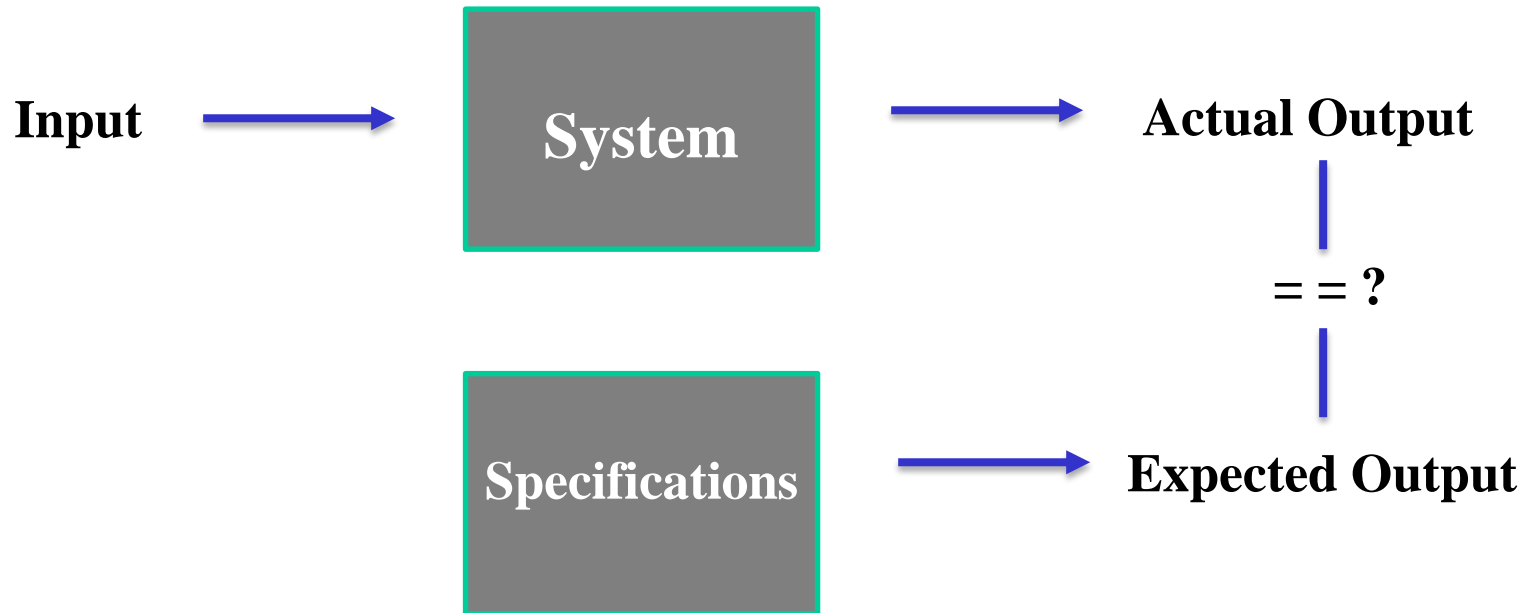 Input
System
Actual Output
= = ?
Specifications
Expected Output